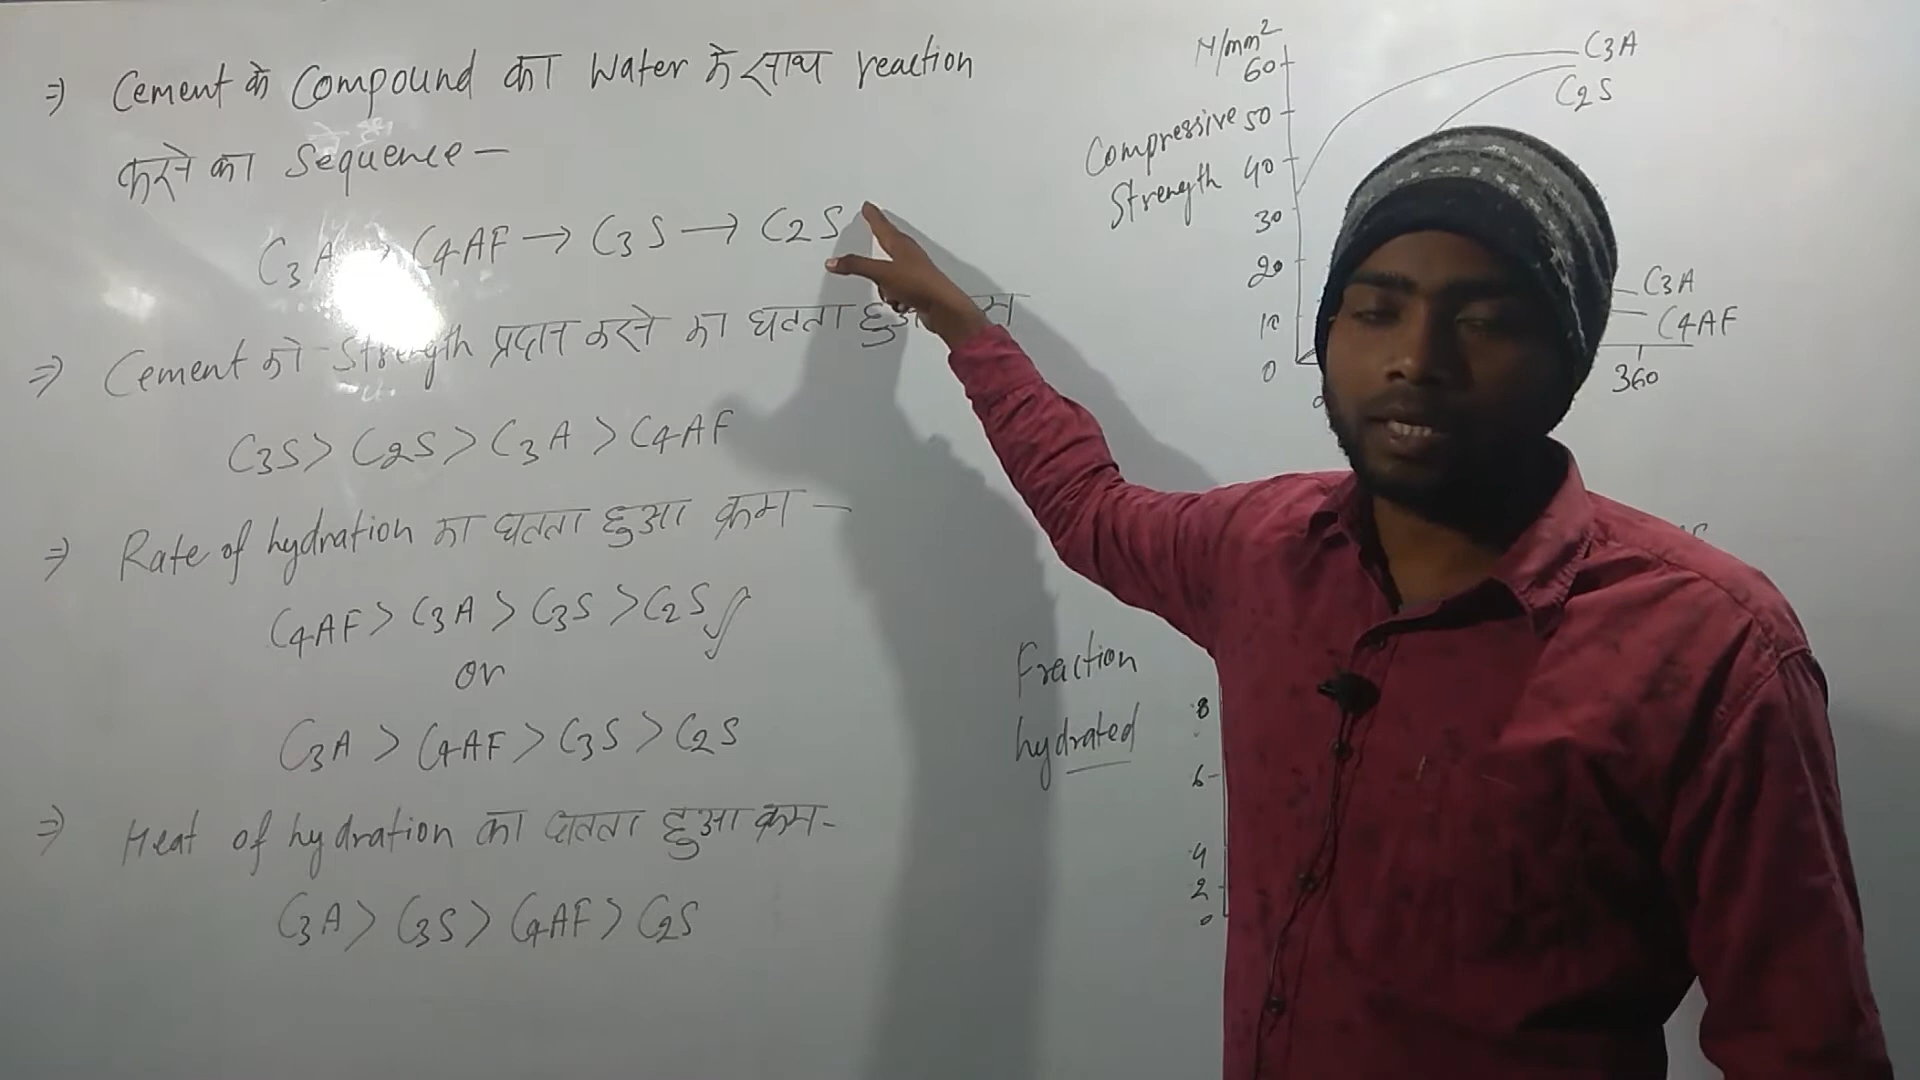 ⇒ Cement के Compound का Water के साथ reaction
करने का Sequence –
C3A → C4AF → C3S → C2S
⇒ Cement को Strength प्रदान करने का घटता हुआ
C3S > C2S > C3A > C4AF
⇒ Rate of hydration का घटता हुआ क्रम –
C4AF > C3A > C3S > C2S
or
C3A > C4AF > C3S > C2S
⇒ Heat of hydration का घटता हुआ क्रम –
C3A > C3S > C4AF > C2S
N/mm2
60
50
40
30
20
10
0
Compressive
Strength
C3A
C2S
C3A
C4AF
360
Fraction
hydrated
.8
6
.4
2
0